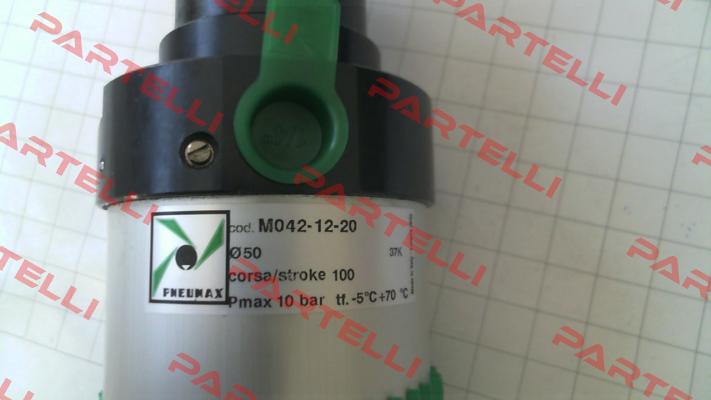 PARTELLI
PARTELLI
PARTELLI
PARTELLI
PARTELLI
PARTELLI
PARTELLI
PARTELLI
PARTELLI
PARTELLI
cod. M042-12-20
Ø50
37K
corsa/stroke 100
Pmax 10 bar tf. -5°C +70 °C
PNEUMAX